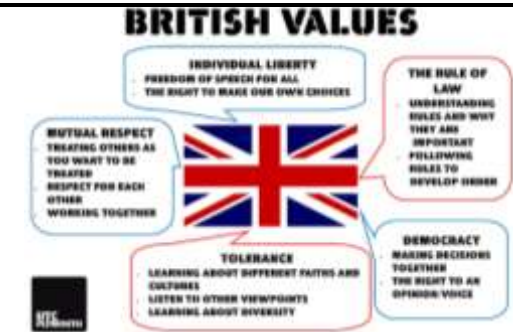 BRITISH VALUES
INDIVIDUAL LIBERTY
FREEDOM OF SPEECH FOR ALL
THE RIGHT TO MAKE OUR OWN CHOICES
THE RULE OF
LAW
UNDERSTANDING
RULES AND WHY
THEY ARE
IMPORTANT
FOLLOWING
RULES TO
DEVELOP ORDER
MUTUAL RESPECT
TREATING OTHERS AS
YOU WANT TO BE
TREATED
RESPECT FOR EACH
OTHER
WORKING TOGETHER
DEMOCRACY
MAKING DECISIONS
TOGETHER
THE RIGHT TO AN
OPINION/VOICE
TOLERANCE
LEARNING ABOUT DIFFERENT FAITHS AND
CULTURES
LISTEN TO OTHER VIEWPOINTS
LEARNING ABOUT DIVERSITY